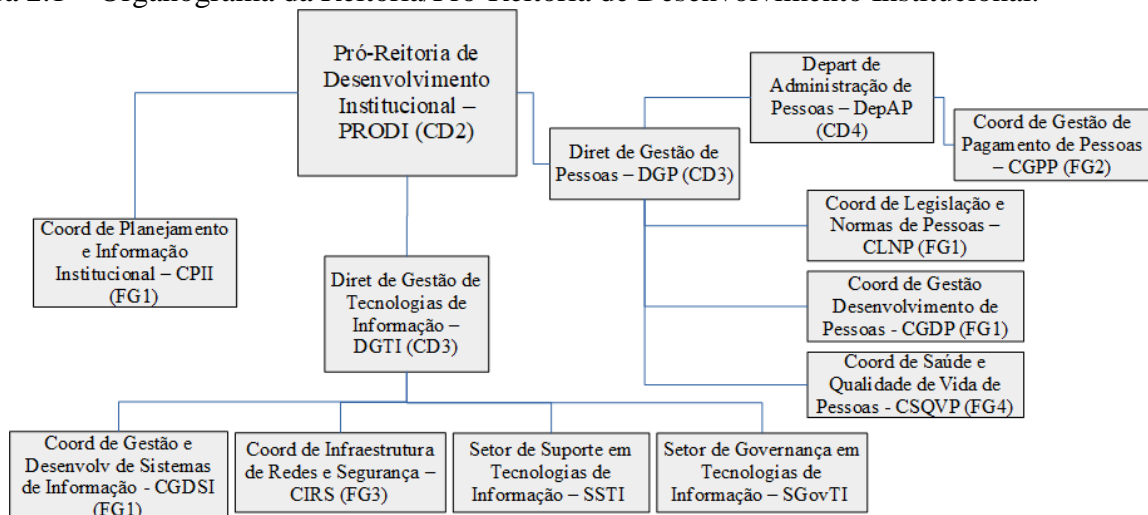 Organograma da Reitoria/Pró-Reitoria de Desenvolvimento Institucional.
Pró-Reitoria de
Desenvolvimento
Institucional –
PRODI (CD2)
Depart de
Administração de
Pessoas – DepAP
(CD4)
Coord de Gestão de
Pagamento de Pessoas
– CGPP (FG2)
Diret de Gestão de
Pessoas – DGP (CD3)
Coord de Legislação e
Normas de Pessoas –
CLNP (FG1)
Coord de Planejamento
e Informação
Institucional – CPII
(FG1)
Diret de Gestão de
Tecnologias de
Informação –
DGTI (CD3)
Coord de Gestão
Desenvolvimento de
Pessoas - CGDP (FG1)
Coord de Saúde e
Qualidade de Vida de
Pessoas - CSQVP (FG4)
Coord de Gestão e
Desenvolv de Sistemas
de Informação - CGDSI
(FG1)
Coord de Infraestrutura
de Redes e Segurança –
CIRS (FG3)
Setor de Suporte em
Tecnologias de
Informação – SSTI
Setor de Governança em
Tecnologias de
Informação – SGovTI